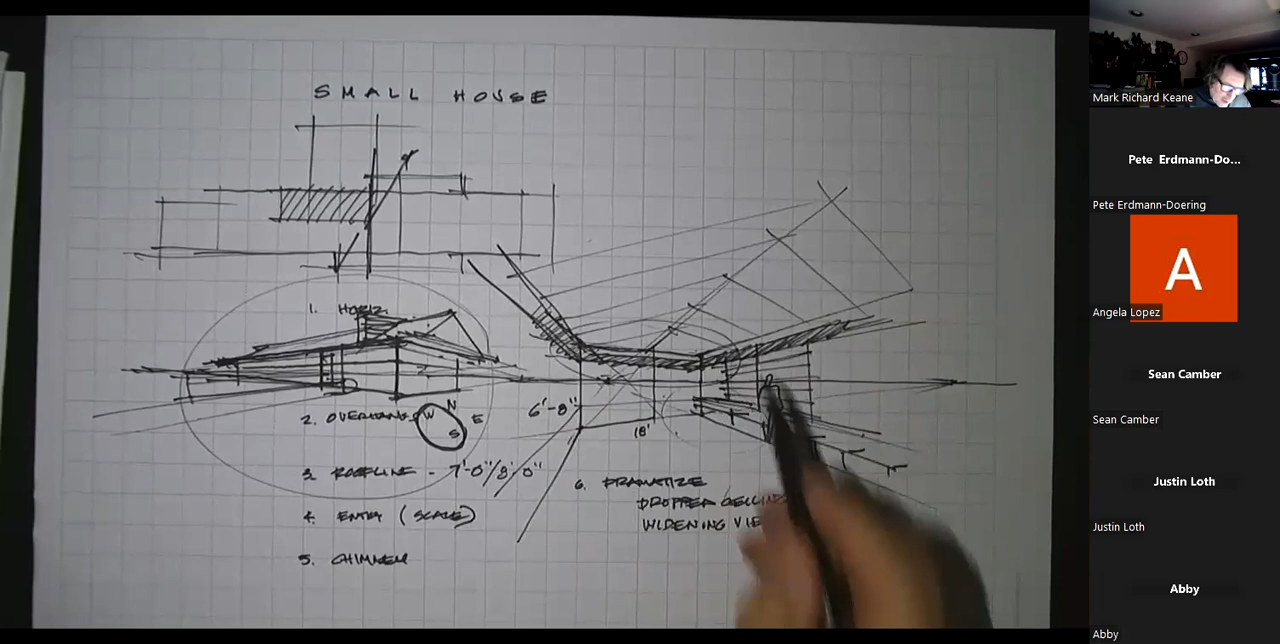 SMALL HOUSE
1. HORIZ.
2. OVERHANG
N
W
E
S
3. ROOFLINE - 7'-0"/8'-0"
4. ENTRY (SCALE)
5. CHIMNEY
6'-8"
18'
6. DRAMATIZE
DROPPED CEILING
WIDENING VIE
Mark Richard Keane
Pete Erdmann-Do...
Pete Erdmann-Doering
A
Angela Lopez
Sean Camber
Sean Camber
Justin Loth
Justin Loth
Abby
Abby